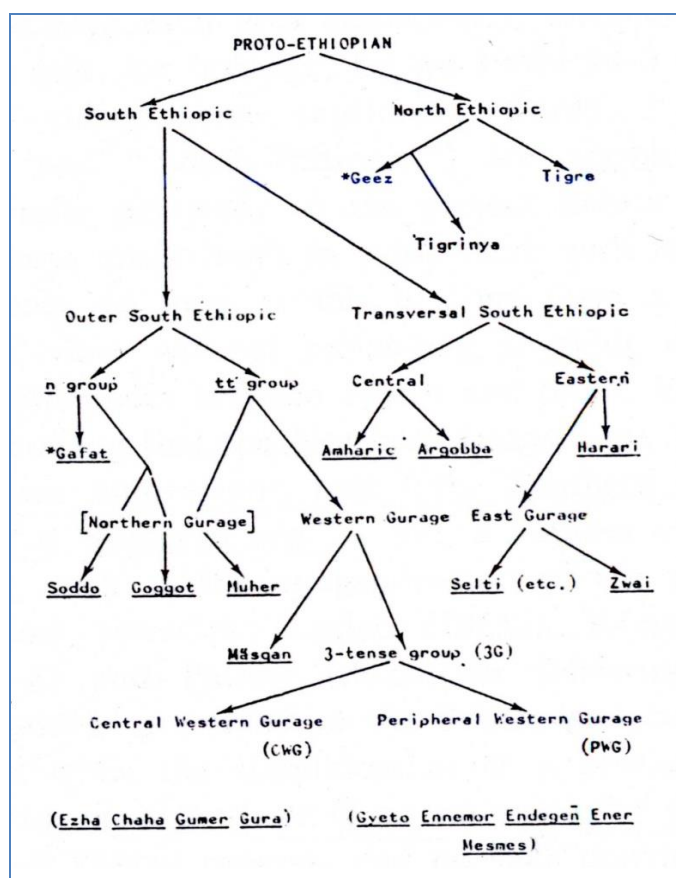 PROTO-ETHIOPIAN
South Ethiopic North Ethiopic
*Geez Tigre
Tigrinya
Outer South Ethiopic Transversal South Ethiopic
n group tt group Central Eastern
*Gafat Amharic Argobba Harari
[Northern Gurage] Western Gurage East Gurage
Soddo Goggot Muher Selti (etc.) Zwai
Mäsqan 3-tense group (3G)
Central Western Gurage Peripheral Western Gurage
(CWG) (PWG)
(Ezha Chaha Gumer Gura) (Gyeto Ennemor Endegeñ Ener
Mesmes)